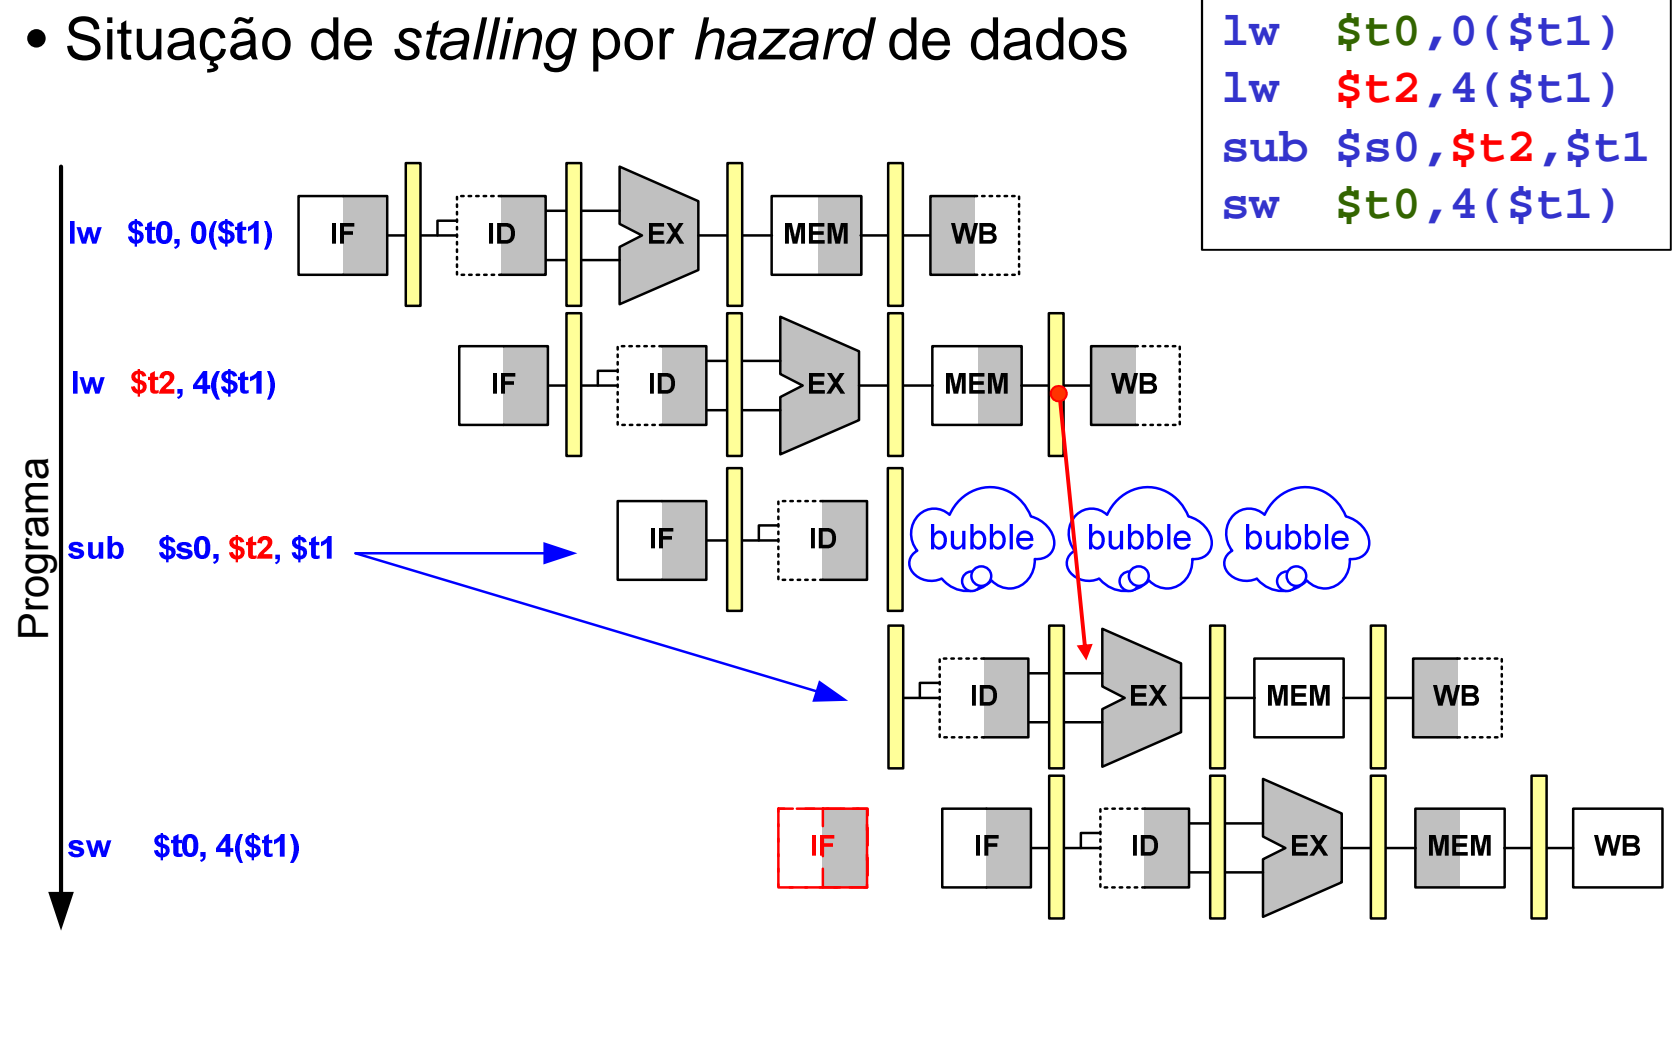 • Situação de stalling por hazard de dados
lw $t0,0($t1)
lw $t2,4($t1)
sub $s0,$t2,$t1
sw $t0,4($t1)
Programa
lw $t0, 0($t1)
IF ID EX MEM WB
lw $t2, 4($t1)
IF ID EX MEM WB
sub $s0, $t2, $t1
IF ID bubble bubble bubble
ID EX MEM WB
sw $t0, 4($t1)
IF IF ID EX MEM WB